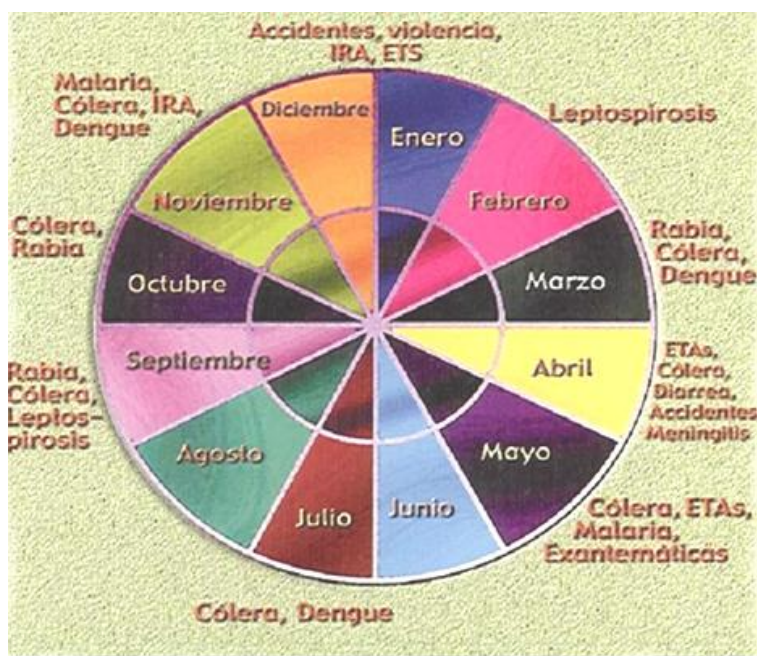 Accidentes, violencia,
IRA, ETS
Malaria,
Cólera, IRA,
Dengue
Diciembre
Enero
Leptospirosis
Noviembre
Febrero
Cólera,
Rabia
Octubre
Marzo
Rabia,
Cólera,
Dengue
Septiembre
Abril
Rabia,
Cólera,
Leptos-
pirosis
ETAs,
Cólera,
Diarrea,
Accidentes
Meningitis
Agosto
Mayo
Julio
Junio
Cólera, ETAs,
Malaria,
Exantemáticas
Cólera, Dengue